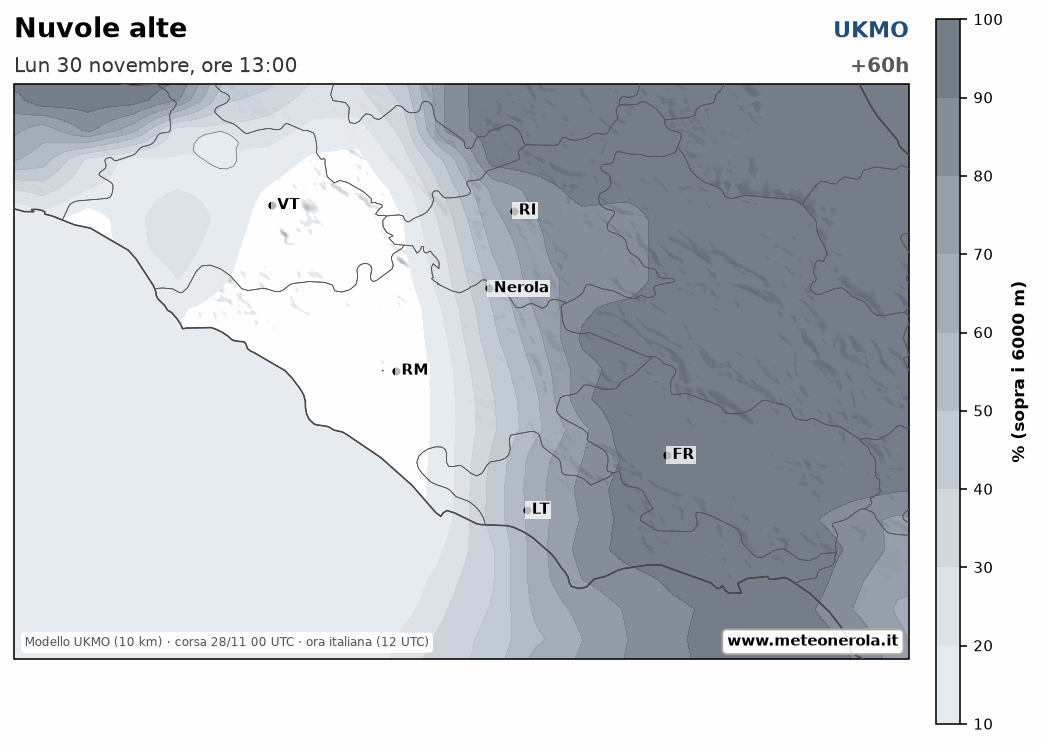 Nuvole alte
UKMO
Lun 30 novembre, ore 13:00
+60h
100
90
80
70
60
50
40
30
20
10
% (sopra i 6000 m)
VT
RI
Nerola
RM
FR
LT
Modello UKMO (10 km) · corsa 28/11 00 UTC · ora italiana (12 UTC)
www.meteonerola.it